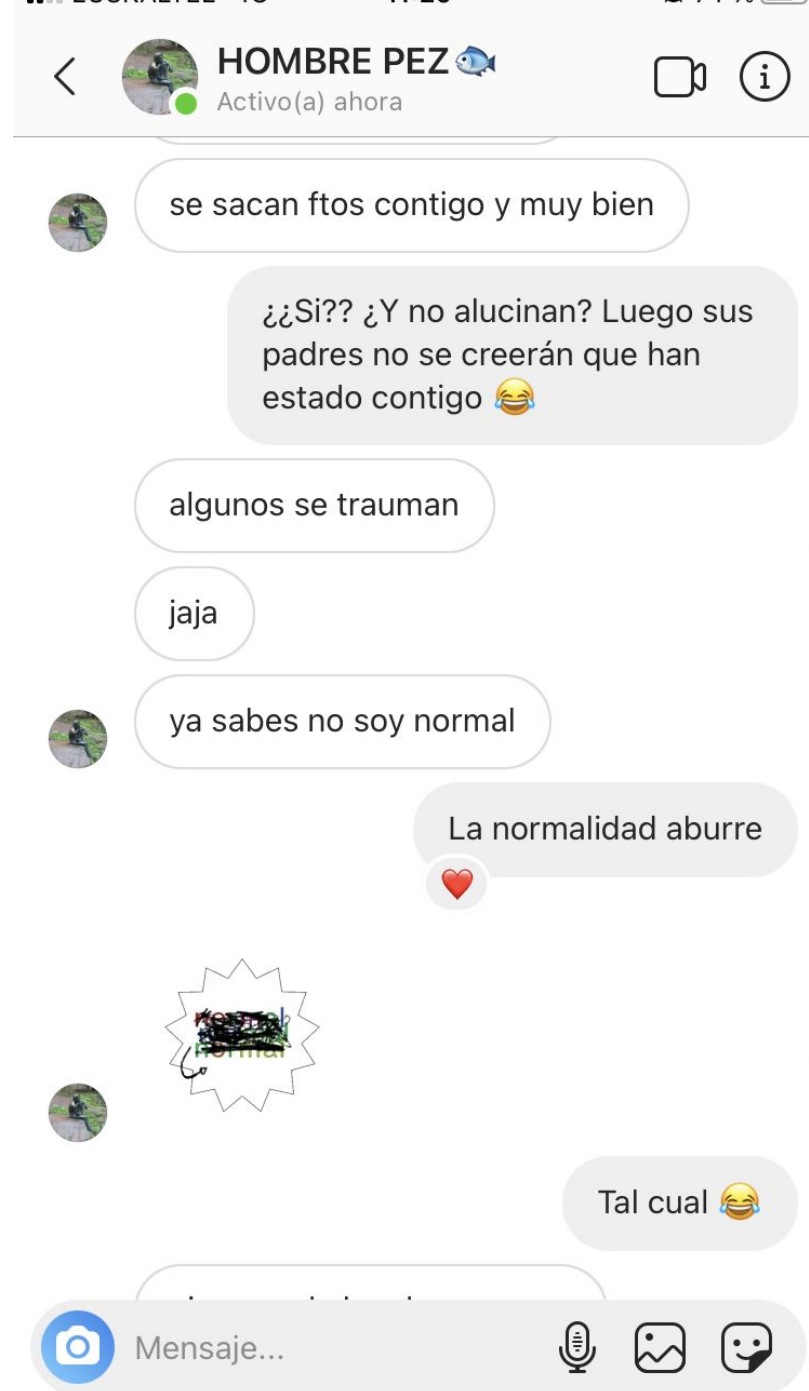 HOMBRE PEZ🐟
Activo(a) ahora
se sacan ftos contigo y muy bien
¿¿Si?? ¿Y no alucinan? Luego sus
padres no se creerán que han
estado contigo 😂
algunos se trauman
jaja
ya sabes no soy normal
La normalidad aburre
❤️
normal
normal
Tal cual 😂
Mensaje...